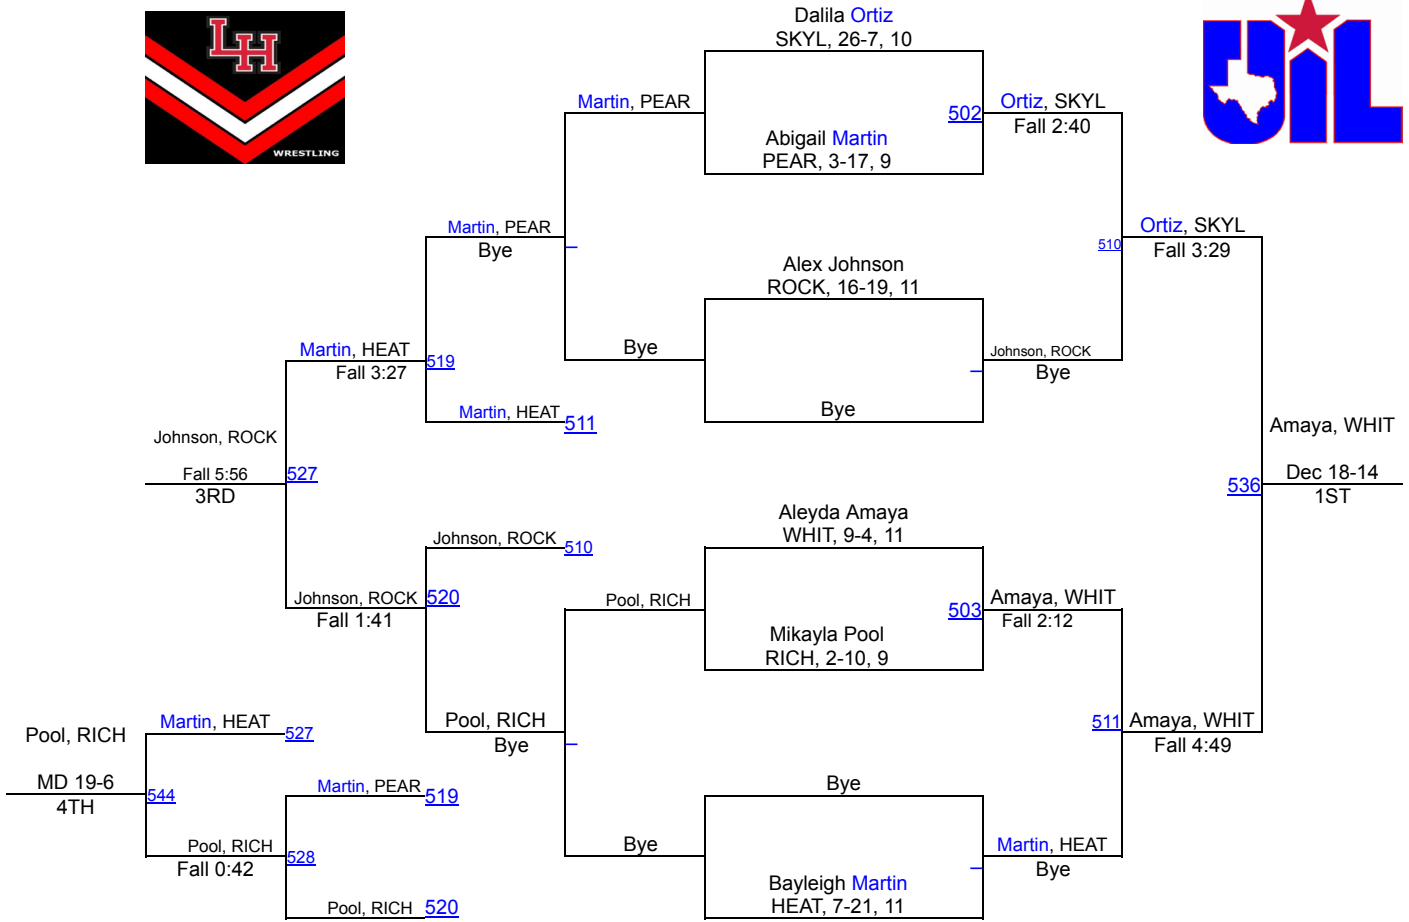 LH
WRESTLING
UIL
Dalila Ortiz
SKYL, 26-7, 10
Martin, PEAR
502
Ortiz, SKYL
Fall 2:40
Abigail Martin
PEAR, 3-17, 9
Martin, PEAR
Bye
Ortiz, SKYL
510
Fall 3:29
Alex Johnson
ROCK, 16-19, 11
Martin, HEAT
519
Fall 3:27
Bye
Johnson, ROCK
Bye
Martin, HEAT
511
Bye
Johnson, ROCK
Fall 5:56
527
3RD
Amaya, WHIT
536
Dec 18-14
1ST
Aleyda Amaya
WHIT, 9-4, 11
Johnson, ROCK
510
Johnson, ROCK
520
Fall 1:41
Pool, RICH
503
Amaya, WHIT
Fall 2:12
Mikayla Pool
RICH, 2-10, 9
Pool, RICH
Bye
511
Amaya, WHIT
Fall 4:49
Pool, RICH
Martin, HEAT
527
MD 19-6
544
4TH
Martin, PEAR
519
Bye
Pool, RICH
528
Fall 0:42
Bye
Martin, HEAT
Bye
Bayleigh Martin
HEAT, 7-21, 11
Pool, RICH
520